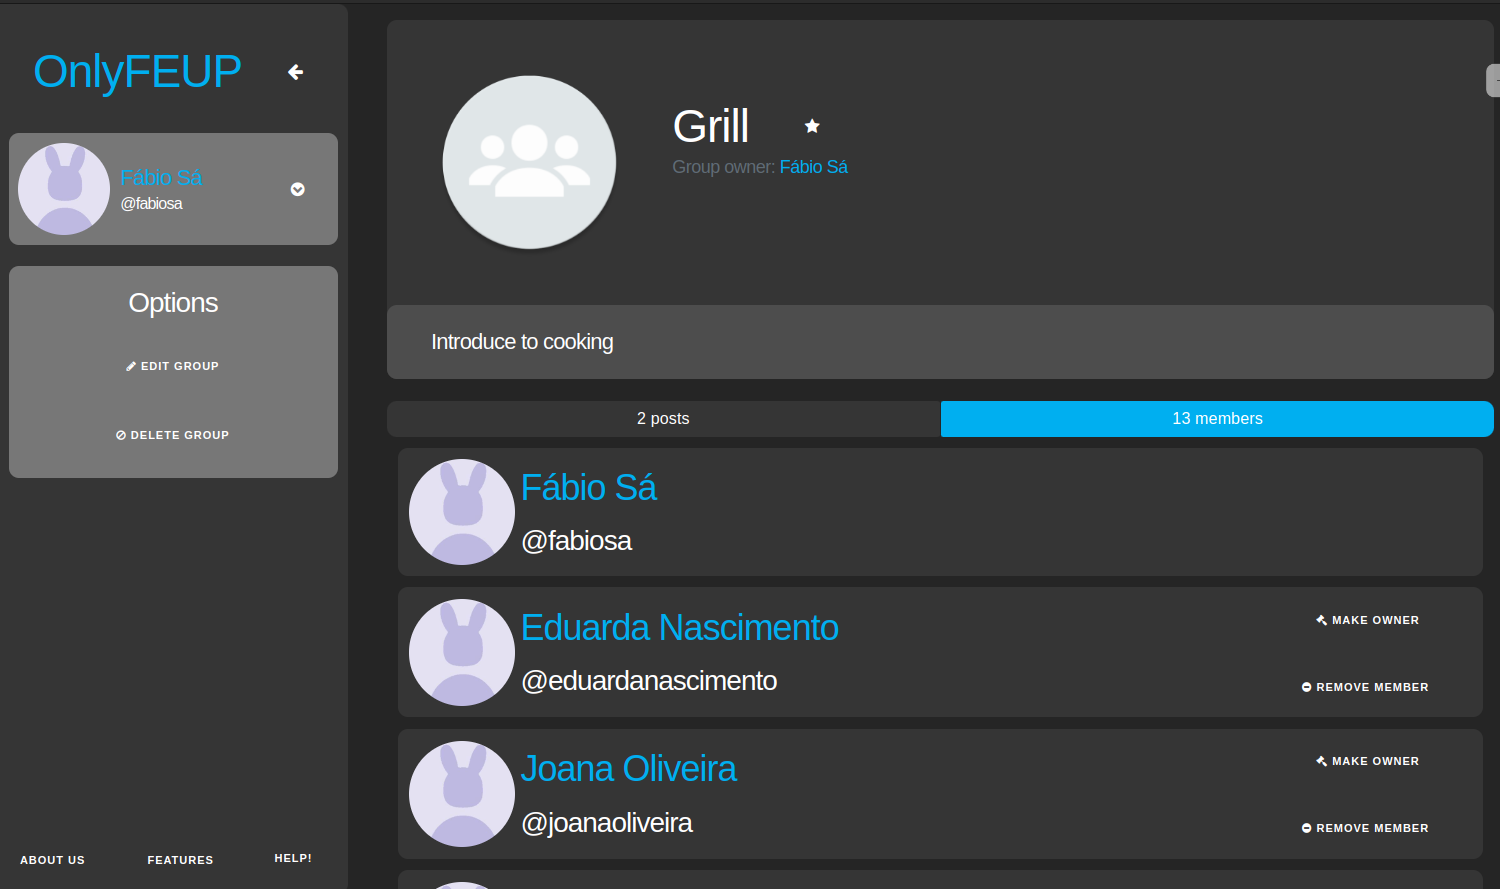 OnlyFEUP
Fábio Sá
@fabiosa
Options
EDIT GROUP
DELETE GROUP
ABOUT US
FEATURES
HELP!
Grill
Group owner: Fábio Sá
Introduce to cooking
2 posts
13 members
Fábio Sá
@fabiosa
Eduarda Nascimento
@eduardanascimento
MAKE OWNER
REMOVE MEMBER
Joana Oliveira
@joanaoliveira
MAKE OWNER
REMOVE MEMBER